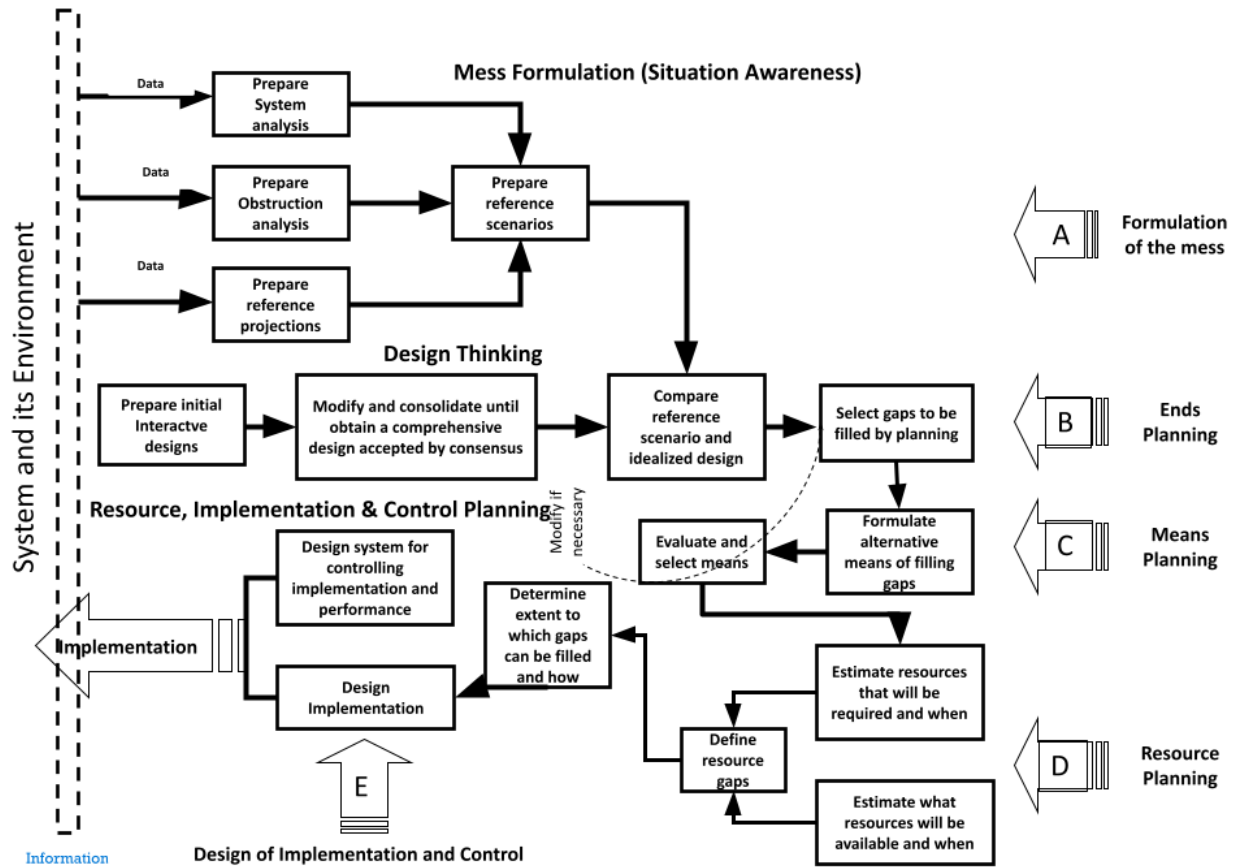 Mess Formulation (Situation Awareness)
Data
Prepare
System
analysis
Data
Prepare
Obstruction
analysis
Prepare
reference
scenarios
Data
Prepare
reference
projections
A
Formulation
of the mess
System and its Environment
Design Thinking
Prepare initial
Interactve
designs
Modify and consolidate until
obtain a comprehensive
design accepted by consensus
Compare
reference
scenario and
idealized design
Select gaps to be
filled by planning
B
Ends
Planning
Resource, Implementation & Control Planning
Modify if
necessary
Design system for
controlling
implementation and
performance
Evaluate and
select means
Formulate
alternative
means of filling
gaps
C
Means
Planning
Determine
extent to
which gaps
can be filled
and how
Implementation
Design
Implementation
Estimate resources
that will be
required and when
Define
resource
gaps
D
Resource
Planning
Estimate what
resources will be
available and when
E
Design of Implementation and Control
Information